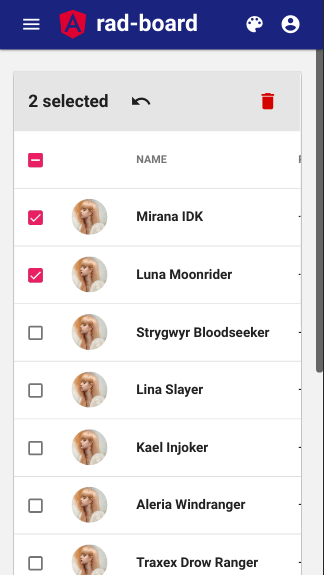 rad-board
2 selected
NAME
Mirana IDK
Luna Moonrider
Strygwyr Bloodseeker
Lina Slayer
Kael Injoker
Aleria Windranger
Traxex Drow Ranger